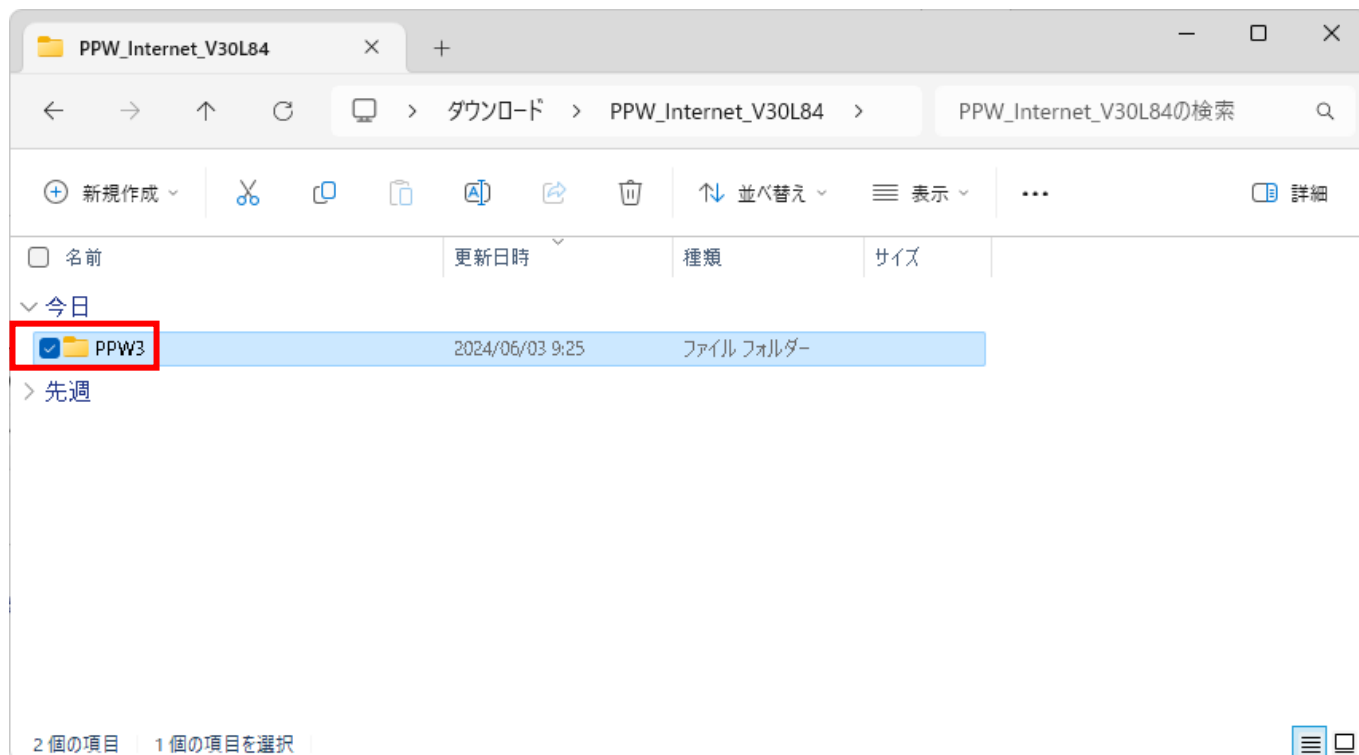 PPW_Internet_V30L84
ダウンロード > PPW_Internet_V30L84 > PPW_Internet_V30L84の検索
新規作成 並べ替え 表示 詳細
名前 更新日時 種類 サイズ
今日
PPW3 2024/06/03 9:25 ファイル フォルダー
先週
2 個の項目 1 個の項目を選択